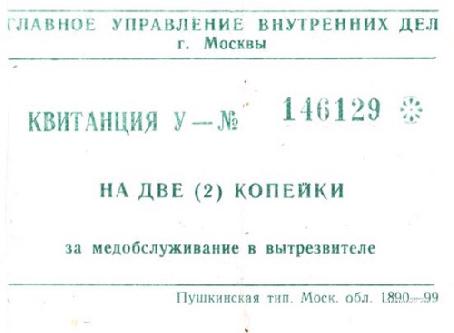 ГЛАВНОЕ УПРАВЛЕНИЕ ВНУТРЕННИХ ДЕЛ
г. Москвы
КВИТАНЦИЯ У — № 146129
НА ДВЕ (2) КОПЕЙКИ
за медобслуживание в вытрезвителе
Пушкинская тип. Моск. обл. 1890—99